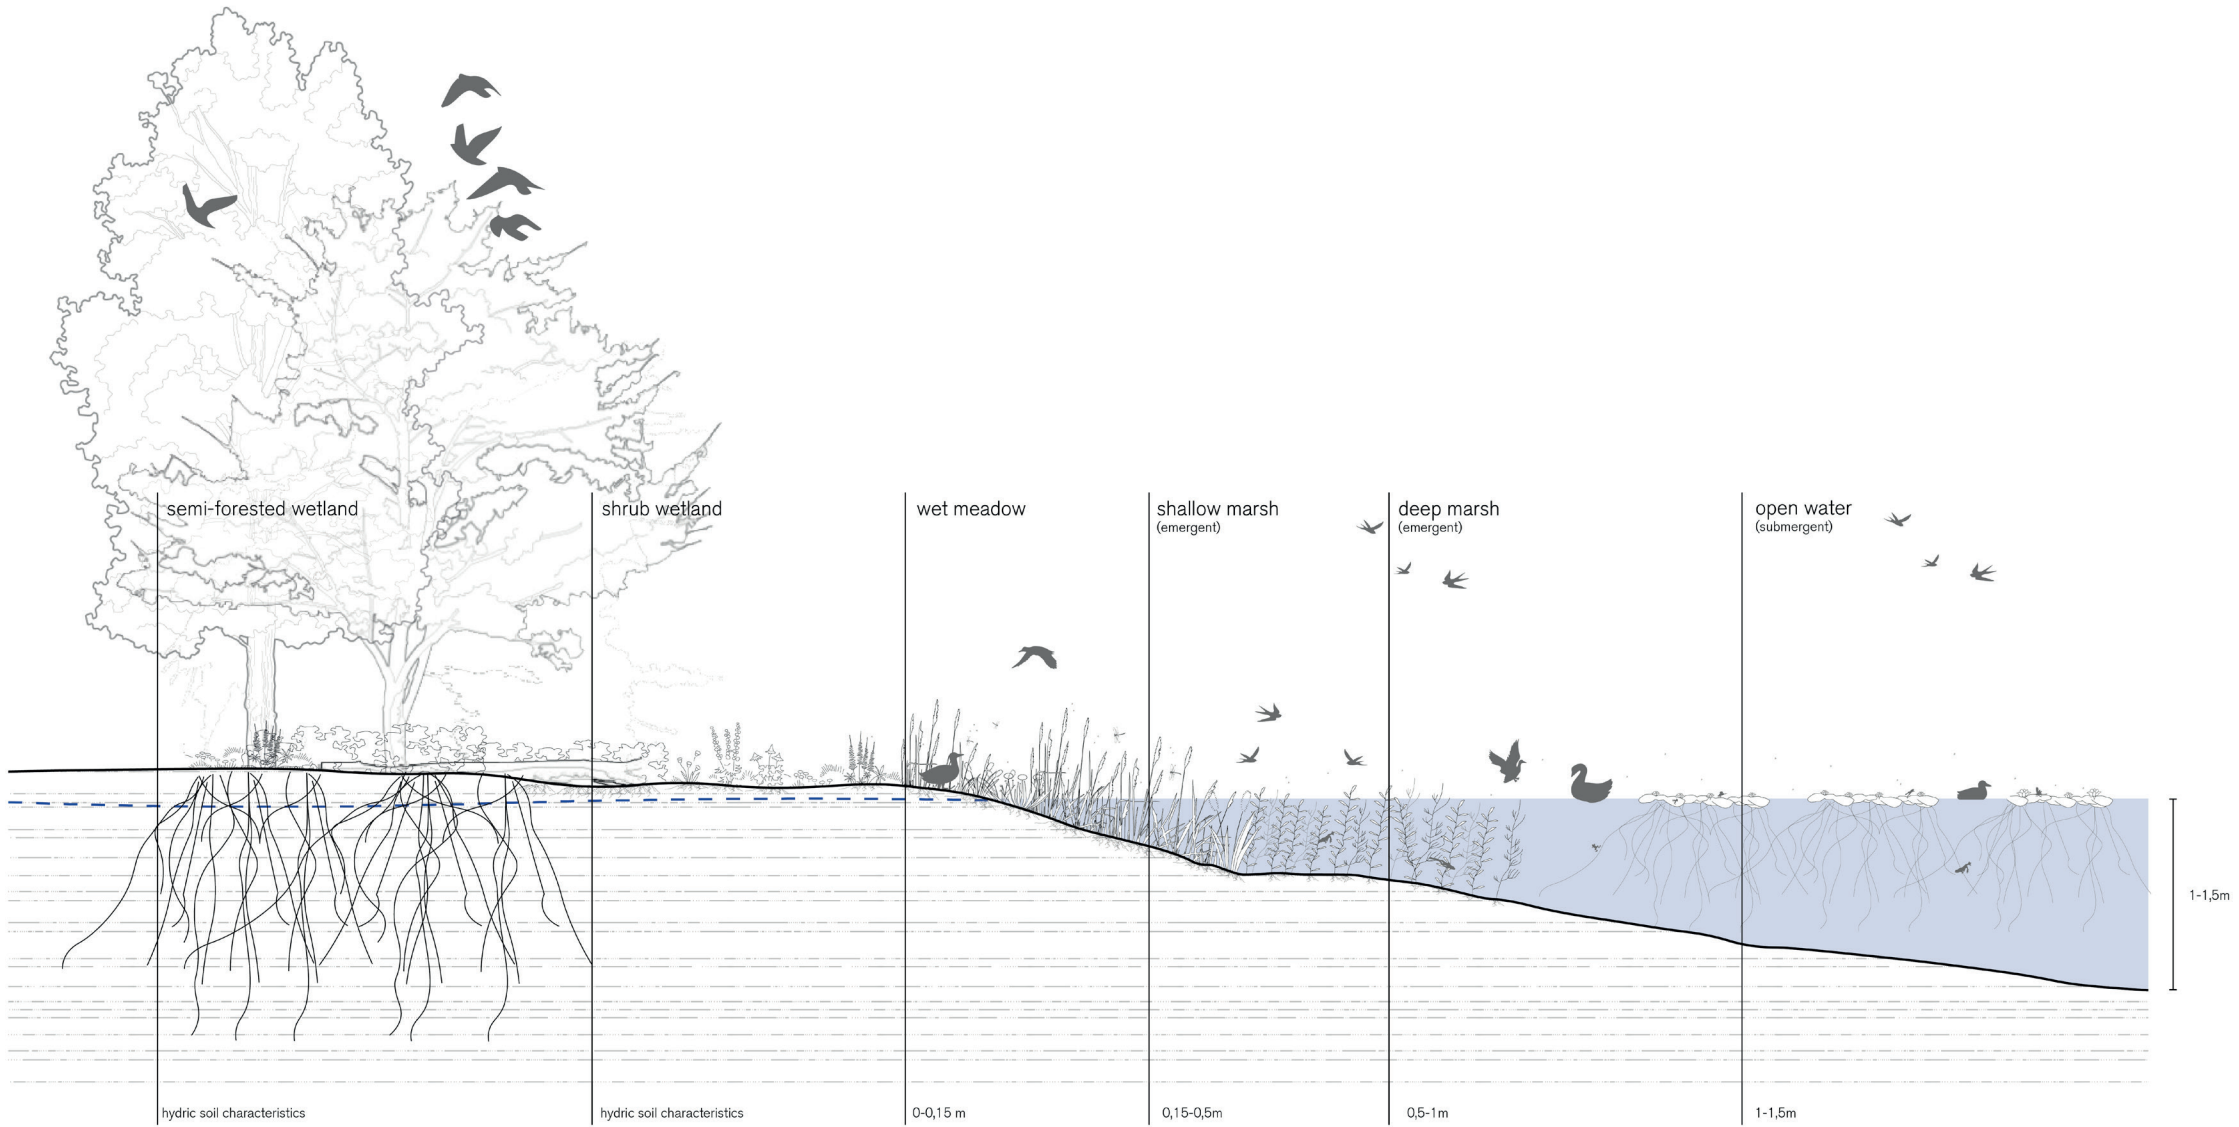 semi-forested wetland
shrub wetland
wet meadow
shallow marsh
(emergent)
deep marsh
(emergent)
open water
(submergent)
1-1,5m
hydric soil characteristics
hydric soil characteristics
0-0,15 m
0,15-0,5m
0,5-1m
1-1,5m